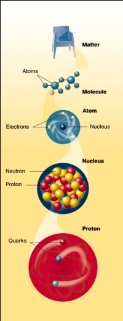 Matter
Atoms
Molecule
Atom
Electrons
Nucleus
Nucleus
Neutron
Proton
Proton
Quarks